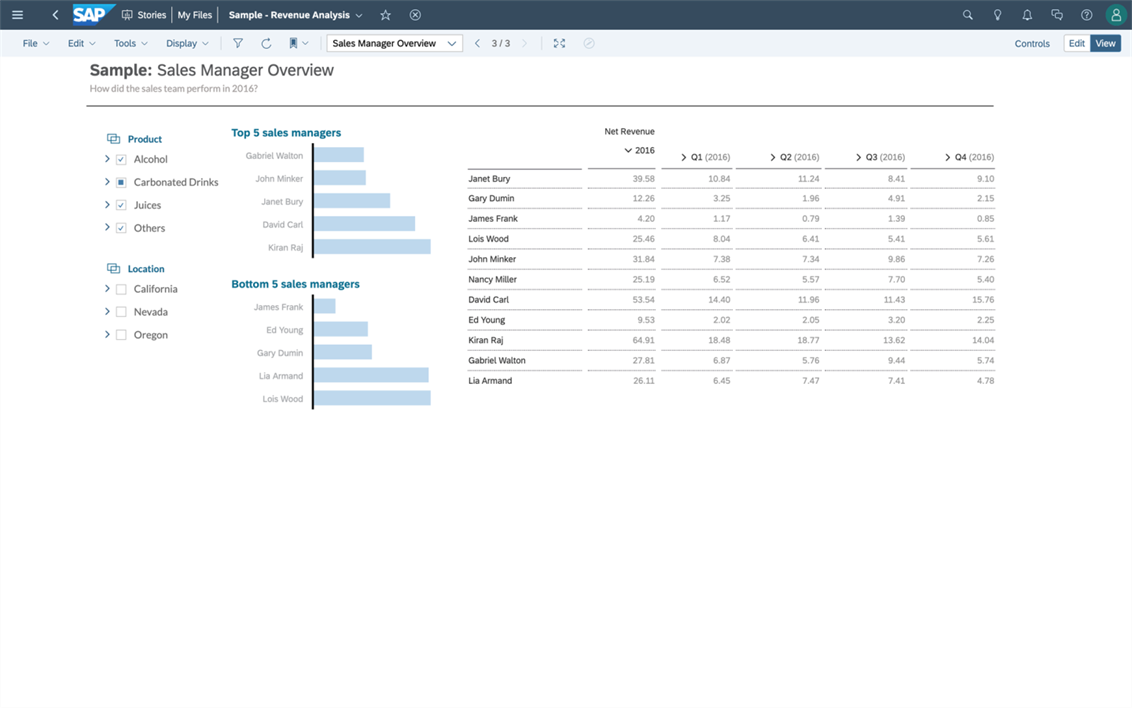 SAP Stories My Files Sample - Revenue Analysis
File Edit Tools Display Sales Manager Overview 3 / 3 Controls Edit View
Sample: Sales Manager Overview
How did the sales team perform in 2016?
Product
Alcohol
Carbonated Drinks
Juices
Others
Location
California
Nevada
Oregon
Top 5 sales managers
Gabriel Walton
John Minker
Janet Bury
David Carl
Kiran Raj
Bottom 5 sales managers
James Frank
Ed Young
Gary Dumin
Lia Armand
Lois Wood
Net Revenue
2016 Q1 (2016) Q2 (2016) Q3 (2016) Q4 (2016)
Janet Bury 39.58 10.84 11.24 8.41 9.10
Gary Dumin 12.26 3.25 1.96 4.91 2.15
James Frank 4.20 1.17 0.79 1.39 0.85
Lois Wood 25.46 8.04 6.41 5.41 5.61
John Minker 31.84 7.38 7.34 9.86 7.26
Nancy Miller 25.19 6.52 5.57 7.70 5.40
David Carl 53.54 14.40 11.96 11.43 15.76
Ed Young 9.53 2.02 2.05 3.20 2.25
Kiran Raj 64.91 18.48 18.77 13.62 14.04
Gabriel Walton 27.81 6.87 5.76 9.44 5.74
Lia Armand 26.11 6.45 7.47 7.41 4.78